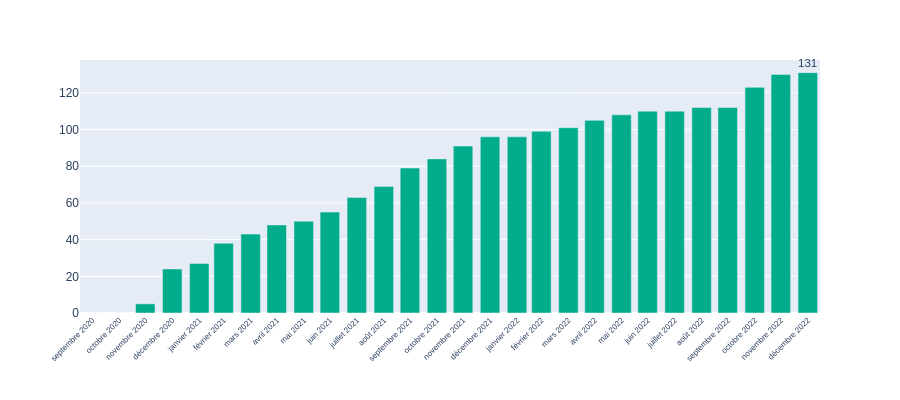 131
120
100
80
60
40
20
0
septembre 2020
octobre 2020
novembre 2020
décembre 2020
janvier 2021
février 2021
mars 2021
avril 2021
mai 2021
juin 2021
juillet 2021
août 2021
septembre 2021
octobre 2021
novembre 2021
décembre 2021
janvier 2022
février 2022
mars 2022
avril 2022
mai 2022
juin 2022
juillet 2022
août 2022
septembre 2022
octobre 2022
novembre 2022
décembre 2022